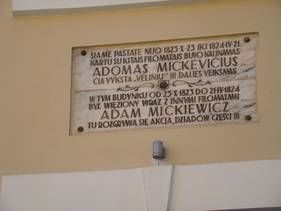 ŠIAME PASTATE NUO 1823·X·23 IKI 1824·IV·21
KARTU SU KITAIS FILOMATAIS BUVO KALINAMAS
ADOMAS MICKEVIČIUS
ČIA VYKSTA „VĖLINIŲ" III DALIES VEIKSMAS
W TYM BUDYNKU OD 23·X·1823 DO 21·IV·1824
BYŁ WIĘZIONY WRAZ Z INNYMI FILOMATAMI
ADAM MICKIEWICZ
TU ROZGRYWA SIĘ AKCJA „DZIADÓW" CZĘŚCI III